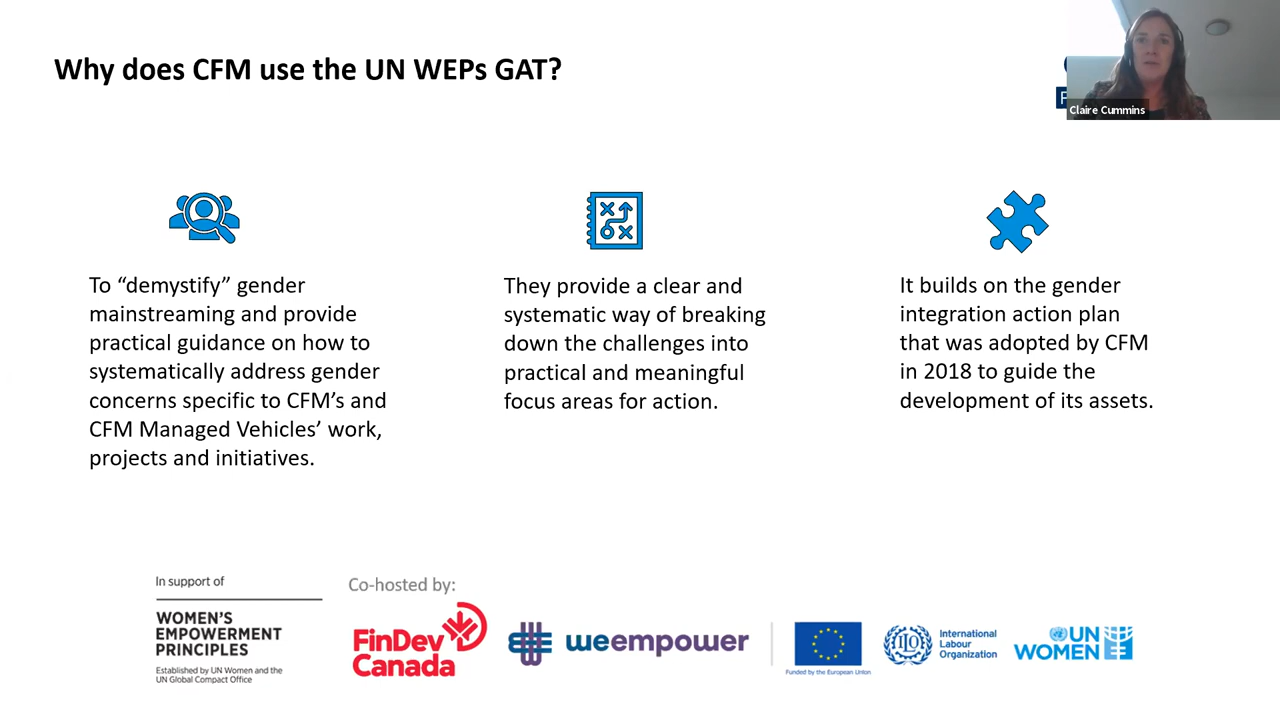 Why does CFM use the UN WEPs GAT?
Claire Cummins
To “demystify” gender
mainstreaming and provide
practical guidance on how to
systematically address gender
concerns specific to CFM’s and
CFM Managed Vehicles’ work,
projects and initiatives.
They provide a clear and
systematic way of breaking
down the challenges into
practical and meaningful
focus areas for action.
It builds on the gender
integration action plan
that was adopted by CFM
in 2018 to guide the
development of its assets.
In support of
WOMEN’S
EMPOWERMENT
PRINCIPLES
Established by UN Women and the
UN Global Compact Office
Co-hosted by:
FinDev
Canada
weempower
Funded by the European Union
International
Labour
Organization
UN
WOMEN